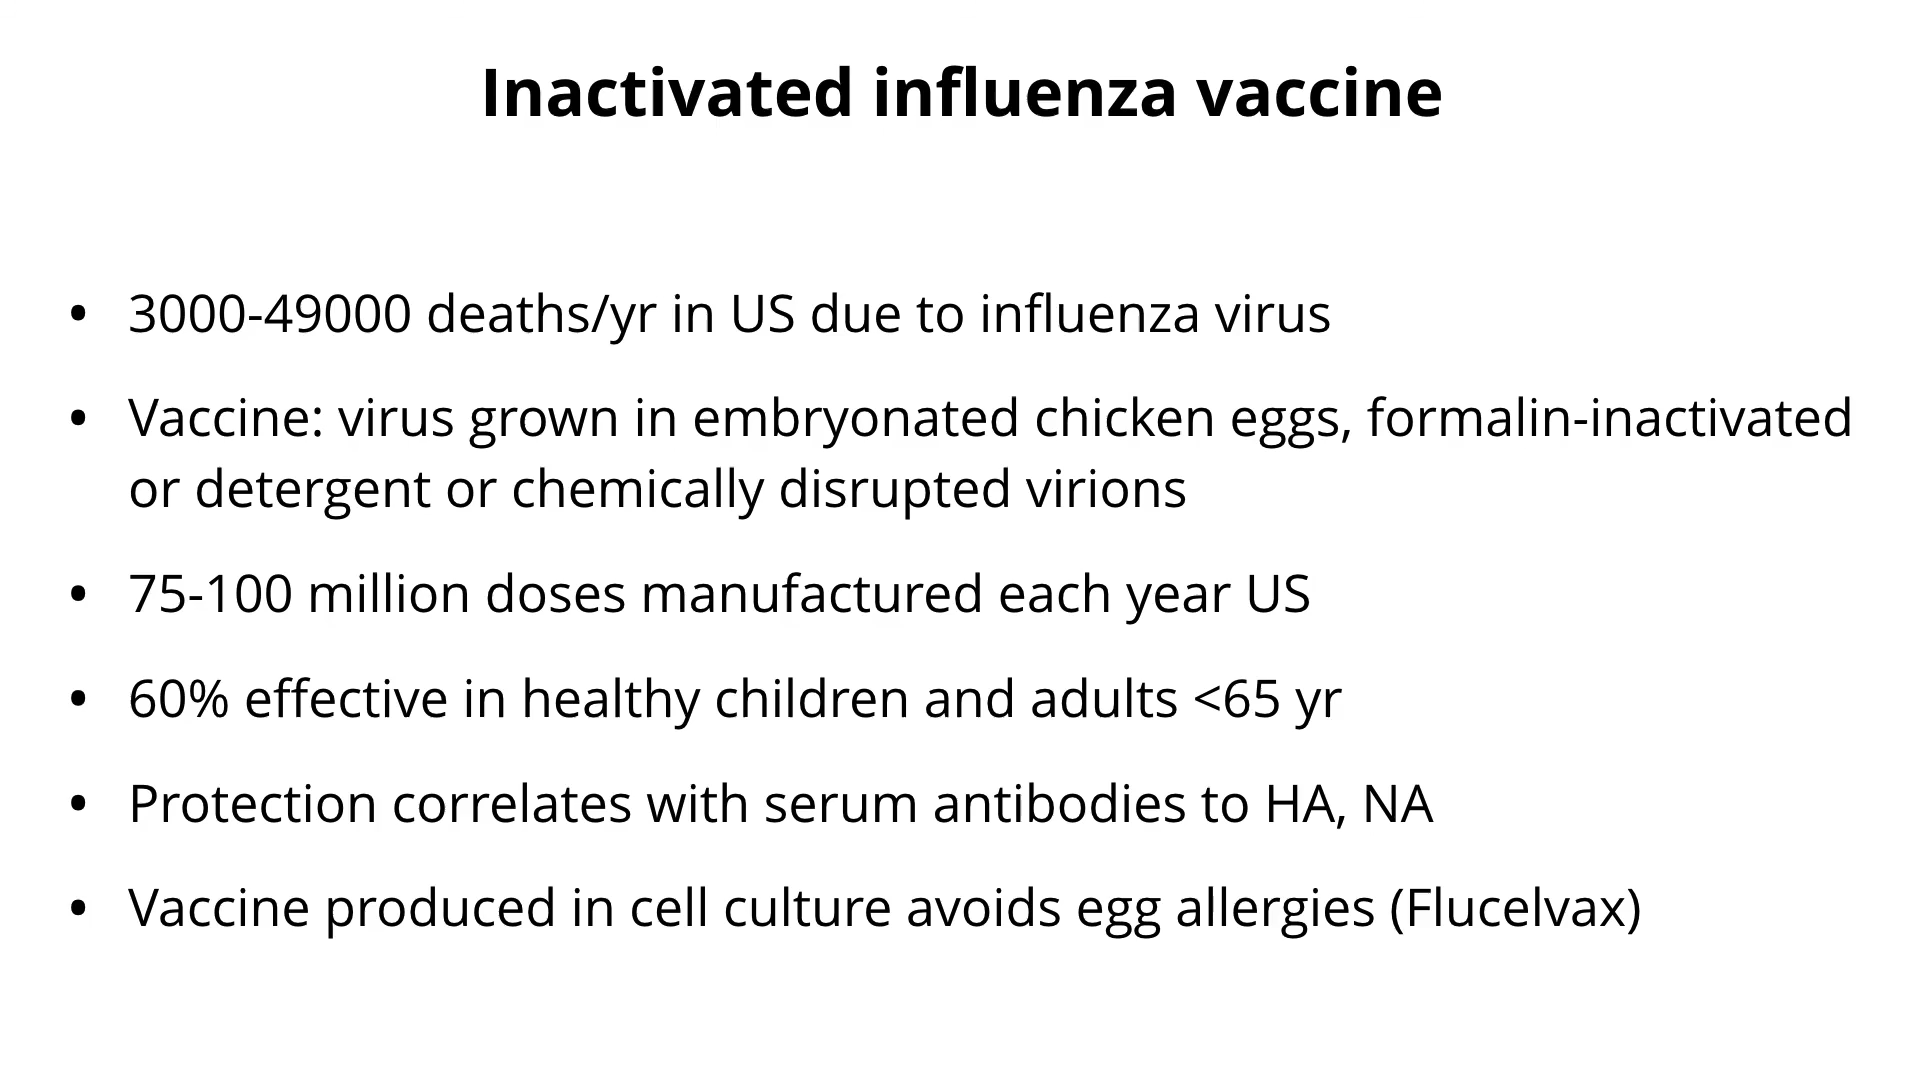 Inactivated influenza vaccine
• 3000-49000 deaths/yr in US due to influenza virus
• Vaccine: virus grown in embryonated chicken eggs, formalin-inactivated
or detergent or chemically disrupted virions
• 75-100 million doses manufactured each year US
• 60% effective in healthy children and adults <65 yr
• Protection correlates with serum antibodies to HA, NA
• Vaccine produced in cell culture avoids egg allergies (Flucelvax)